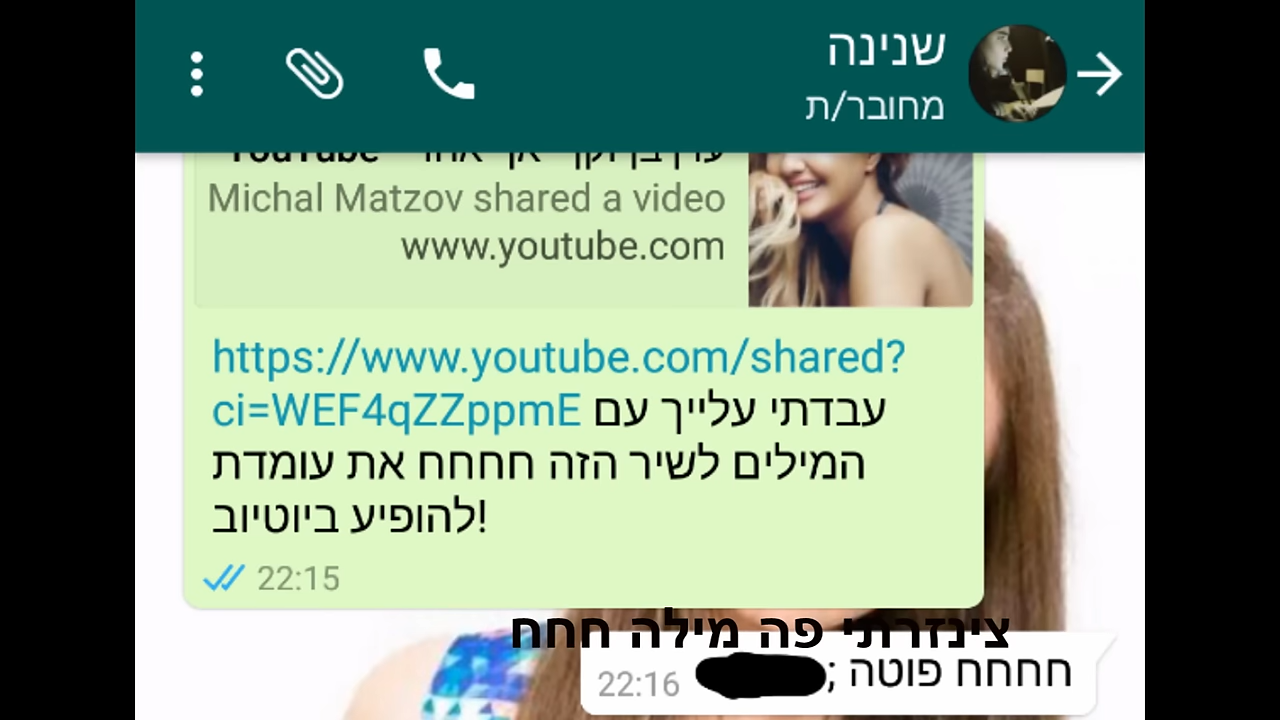 שנינה
מחובר/ת
YouTube
Michal Matzov shared a video
www.youtube.com
https://www.youtube.com/shared?
ci=WEF4qZZppmE עבדתי עלייך עם
המילים לשיר הזה חחחח את עומדת
להופיע ביוטיוב!
22:15
צינזרתי פה מילה חחח
חחחח פוטה ;
22:16